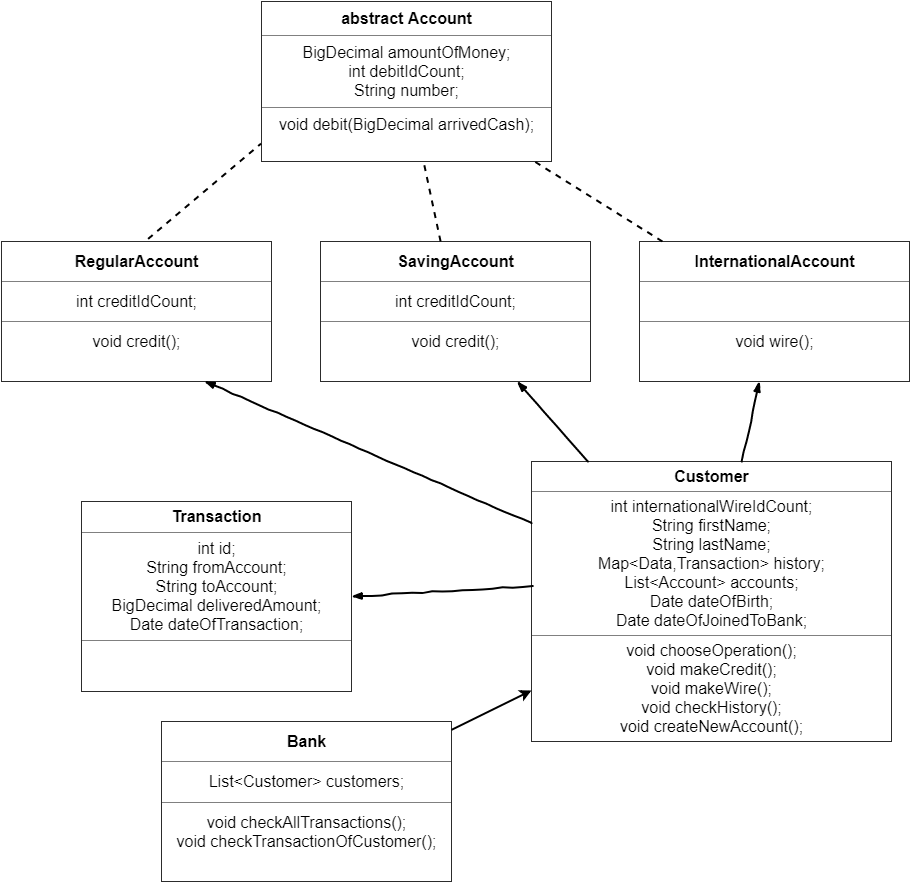 abstract Account
BigDecimal amountOfMoney;
int debitIdCount;
String number;
void debit(BigDecimal arrivedCash);
RegularAccount
int creditIdCount;
void credit();
SavingAccount
int creditIdCount;
void credit();
InternationalAccount
void wire();
Customer
int internationalWireIdCount;
String firstName;
String lastName;
Map<Data,Transaction> history;
List<Account> accounts;
Date dateOfBirth;
Date dateOfJoinedToBank;
void chooseOperation();
void makeCredit();
void makeWire();
void checkHistory();
void createNewAccount();
Transaction
int id;
String fromAccount;
String toAccount;
BigDecimal deliveredAmount;
Date dateOfTransaction;
Bank
List<Customer> customers;
void checkAllTransactions();
void checkTransactionOfCustomer();